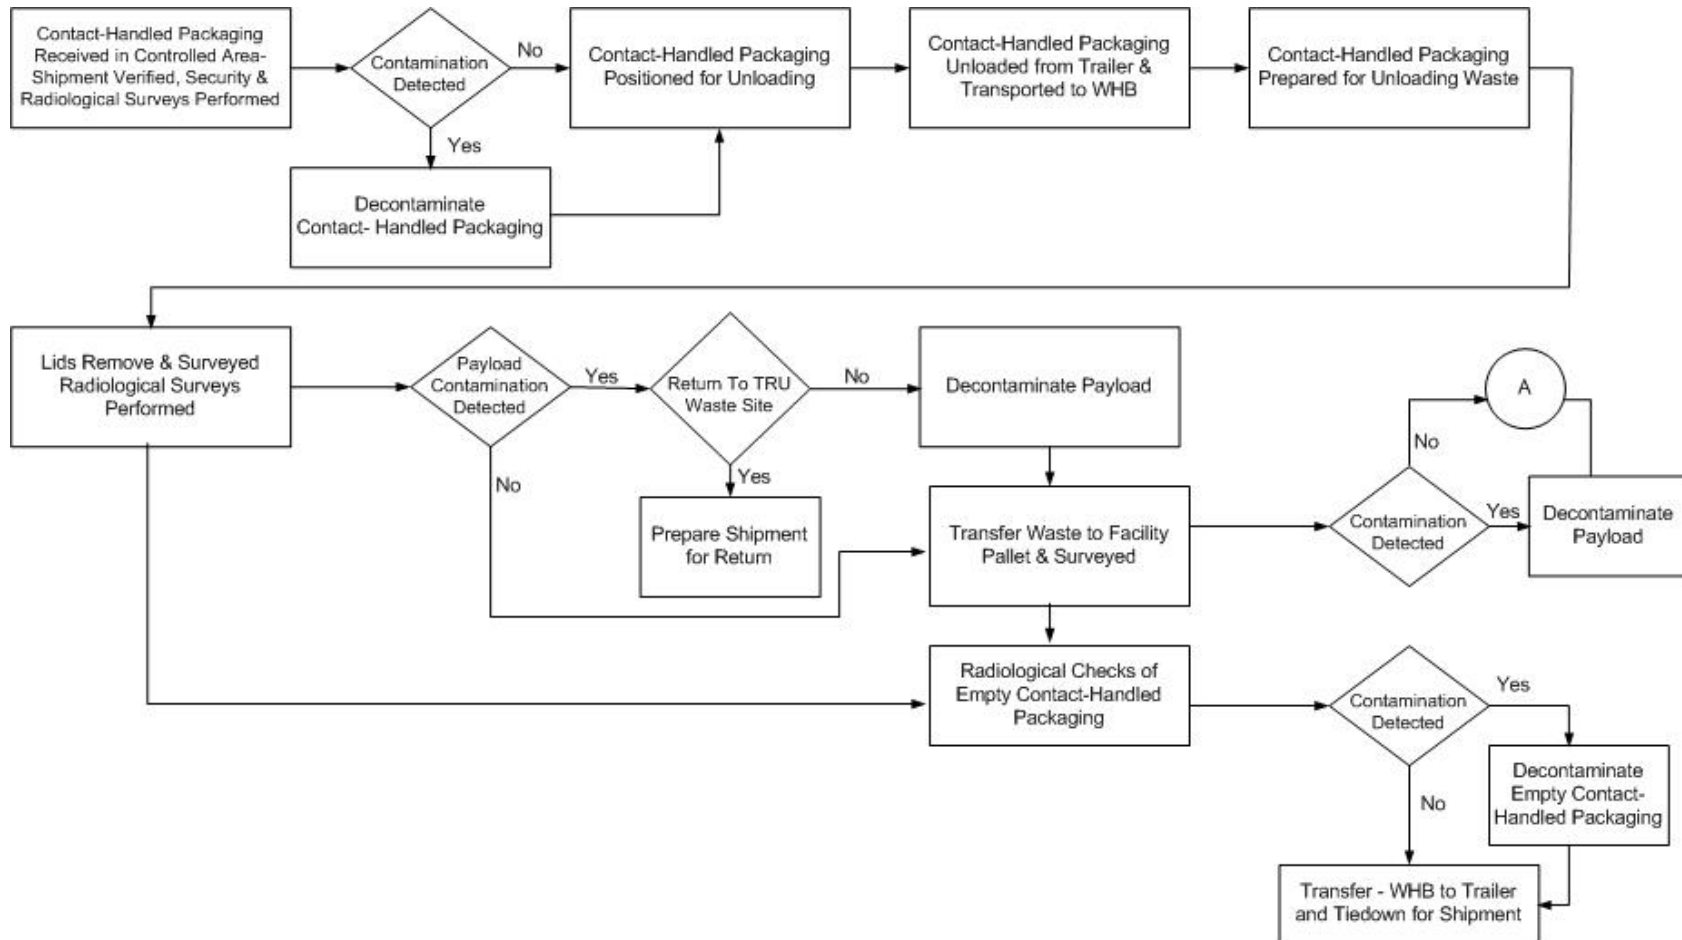 Contact-Handled Packaging
Received in Controlled Area-
Shipment Verified, Security &
Radiological Surveys Performed
Contamination
Detected
No
Yes
Contact-Handled Packaging
Positioned for Unloading
Contact-Handled Packaging
Unloaded from Trailer &
Transported to WHB
Contact-Handled Packaging
Prepared for Unloading Waste
Decontaminate
Contact- Handled Packaging
Lids Remove & Surveyed
Radiological Surveys
Performed
Payload
Contamination
Detected
Yes
No
Return To TRU
Waste Site
No
Yes
Decontaminate Payload
Prepare Shipment
for Return
Transfer Waste to Facility
Pallet & Surveyed
Contamination
Detected
No
Yes
A
Decontaminate
Payload
Radiological Checks of
Empty Contact-Handled
Packaging
Contamination
Detected
Yes
No
Decontaminate
Empty Contact-
Handled Packaging
Transfer - WHB to Trailer
and Tiedown for Shipment